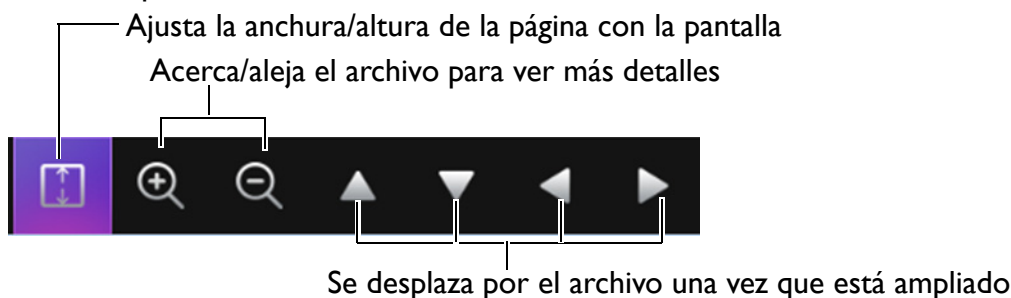 Ajusta la anchura/altura de la página con la pantalla
Acerca/aleja el archivo para ver más detalles
Se desplaza por el archivo una vez que está ampliado